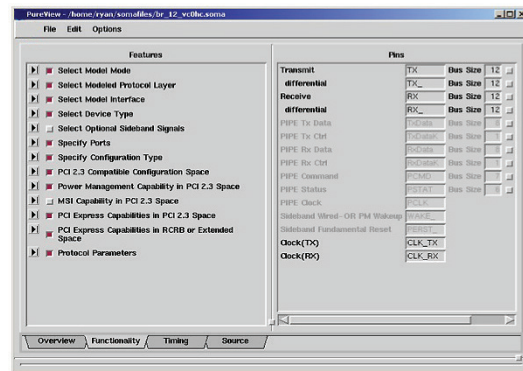 PureView - /home/ryan/somafiles/br_12_vc0hc.soma
File Edit Options
Features
Select Model Mode
Select Modeled Protocol Layer
Select Model Interface
Select Device Type
Select Optional Sideband Signals
Specify Ports
Specify Configuration Type
PCI 2.3 Compatible Configuration Space
Power Management Capability in PCI 2.3 Space
MSI Capability in PCI 2.3 Space
PCI Express Capabilities in PCI 2.3 Space
PCI Express Capabilities in RCRB or Extended
Space
Protocol Parameters
Pins
Transmit TX Bus Size 12
differential TX_ Bus Size 12
Receive RX Bus Size 12
differential RX_ Bus Size 12
PIPE Tx Data TxData Bus Size 8
PIPE Tx Ctrl TxDataK Bus Size 1
PIPE Rx Data RxData Bus Size 8
PIPE Rx Ctrl RxDataK Bus Size 1
PIPE Command PCMD Bus Size 7
PIPE Status PSTAT Bus Size 6
PIPE Clock PCLK
Sideband Wired-OR PM Wakeup WAKE_
Sideband Fundamental Reset PERST_
Clock(TX) CLK_TX
Clock(RX) CLK_RX
Overview Functionality Timing Source